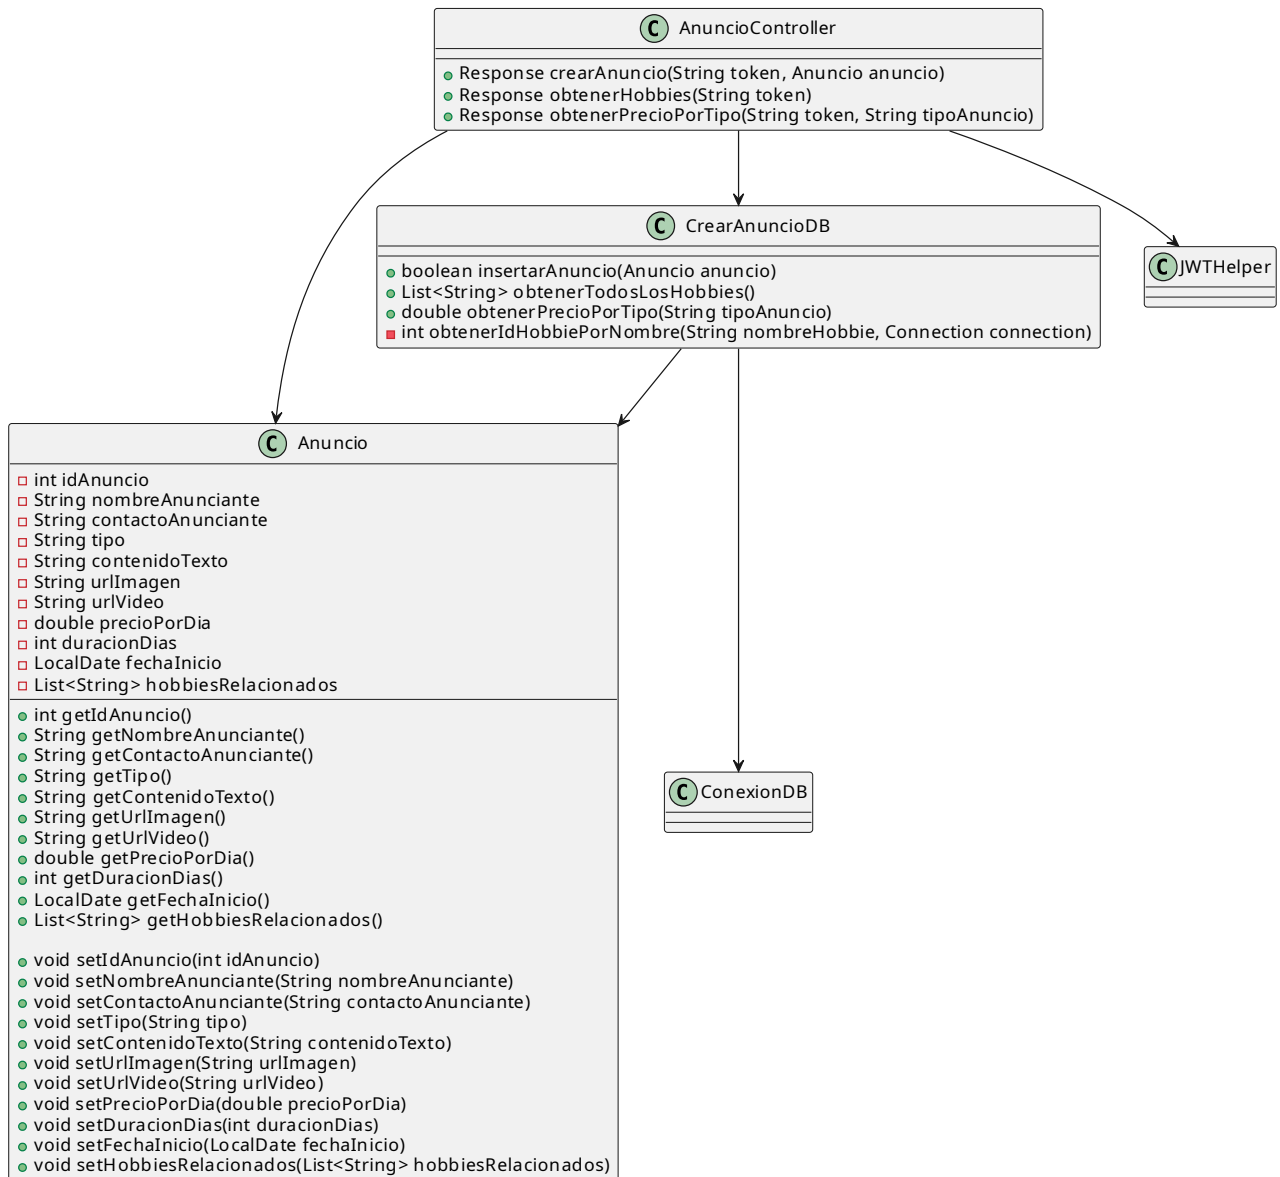 C AnuncioController
Response crearAnuncio(String token, Anuncio anuncio)
Response obtenerHobbies(String token)
Response obtenerPrecioPorTipo(String token, String tipoAnuncio)
C CrearAnuncioDB
boolean insertarAnuncio(Anuncio anuncio)
List<String> obtenerTodosLosHobbies()
double obtenerPrecioPorTipo(String tipoAnuncio)
int obtenerIdHobbiePorNombre(String nombreHobbie, Connection connection)
C JWTHelper
C Anuncio
int idAnuncio
String nombreAnunciante
String contactoAnunciante
String tipo
String contenidoTexto
String urlImagen
String urlVideo
double precioPorDia
int duracionDias
LocalDate fechaInicio
List<String> hobbiesRelacionados
int getIdAnuncio()
String getNombreAnunciante()
String getContactoAnunciante()
String getTipo()
String getContenidoTexto()
String getUrlImagen()
String getUrlVideo()
double getPrecioPorDia()
int getDuracionDias()
LocalDate getFechaInicio()
List<String> getHobbiesRelacionados()
void setIdAnuncio(int idAnuncio)
void setNombreAnunciante(String nombreAnunciante)
void setContactoAnunciante(String contactoAnunciante)
void setTipo(String tipo)
void setContenidoTexto(String contenidoTexto)
void setUrlImagen(String urlImagen)
void setUrlVideo(String urlVideo)
void setPrecioPorDia(double precioPorDia)
void setDuracionDias(int duracionDias)
void setFechaInicio(LocalDate fechaInicio)
void setHobbiesRelacionados(List<String> hobbiesRelacionados)
C ConexionDB